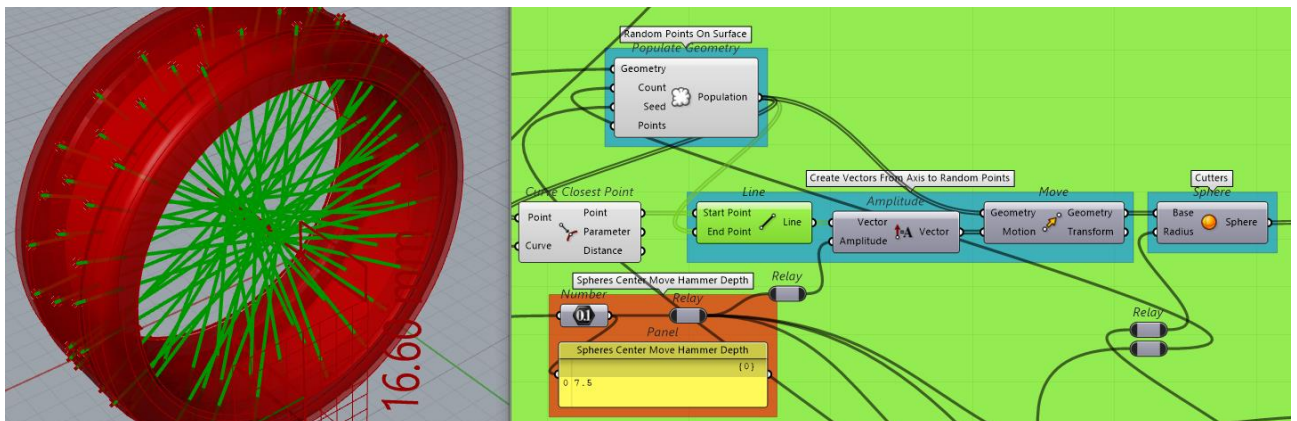 16.60
mm
Random Points On Surface
Populate Geometry
Geometry
Count
Seed
Points
Population
Curve Closest Point
Point
Curve
Point
Parameter
Distance
Create Vectors From Axis to Random Points
Line
Start Point
End Point
Line
Amplitude
Vector
Amplitude
Vector
Move
Geometry
Motion
Geometry
Transform
Cutters
Sphere
Base
Radius
Sphere
Spheres Center Move Hammer Depth
Number
0.1
Relay
Relay
Panel
Spheres Center Move Hammer Depth
{0}
0 7.5
Relay